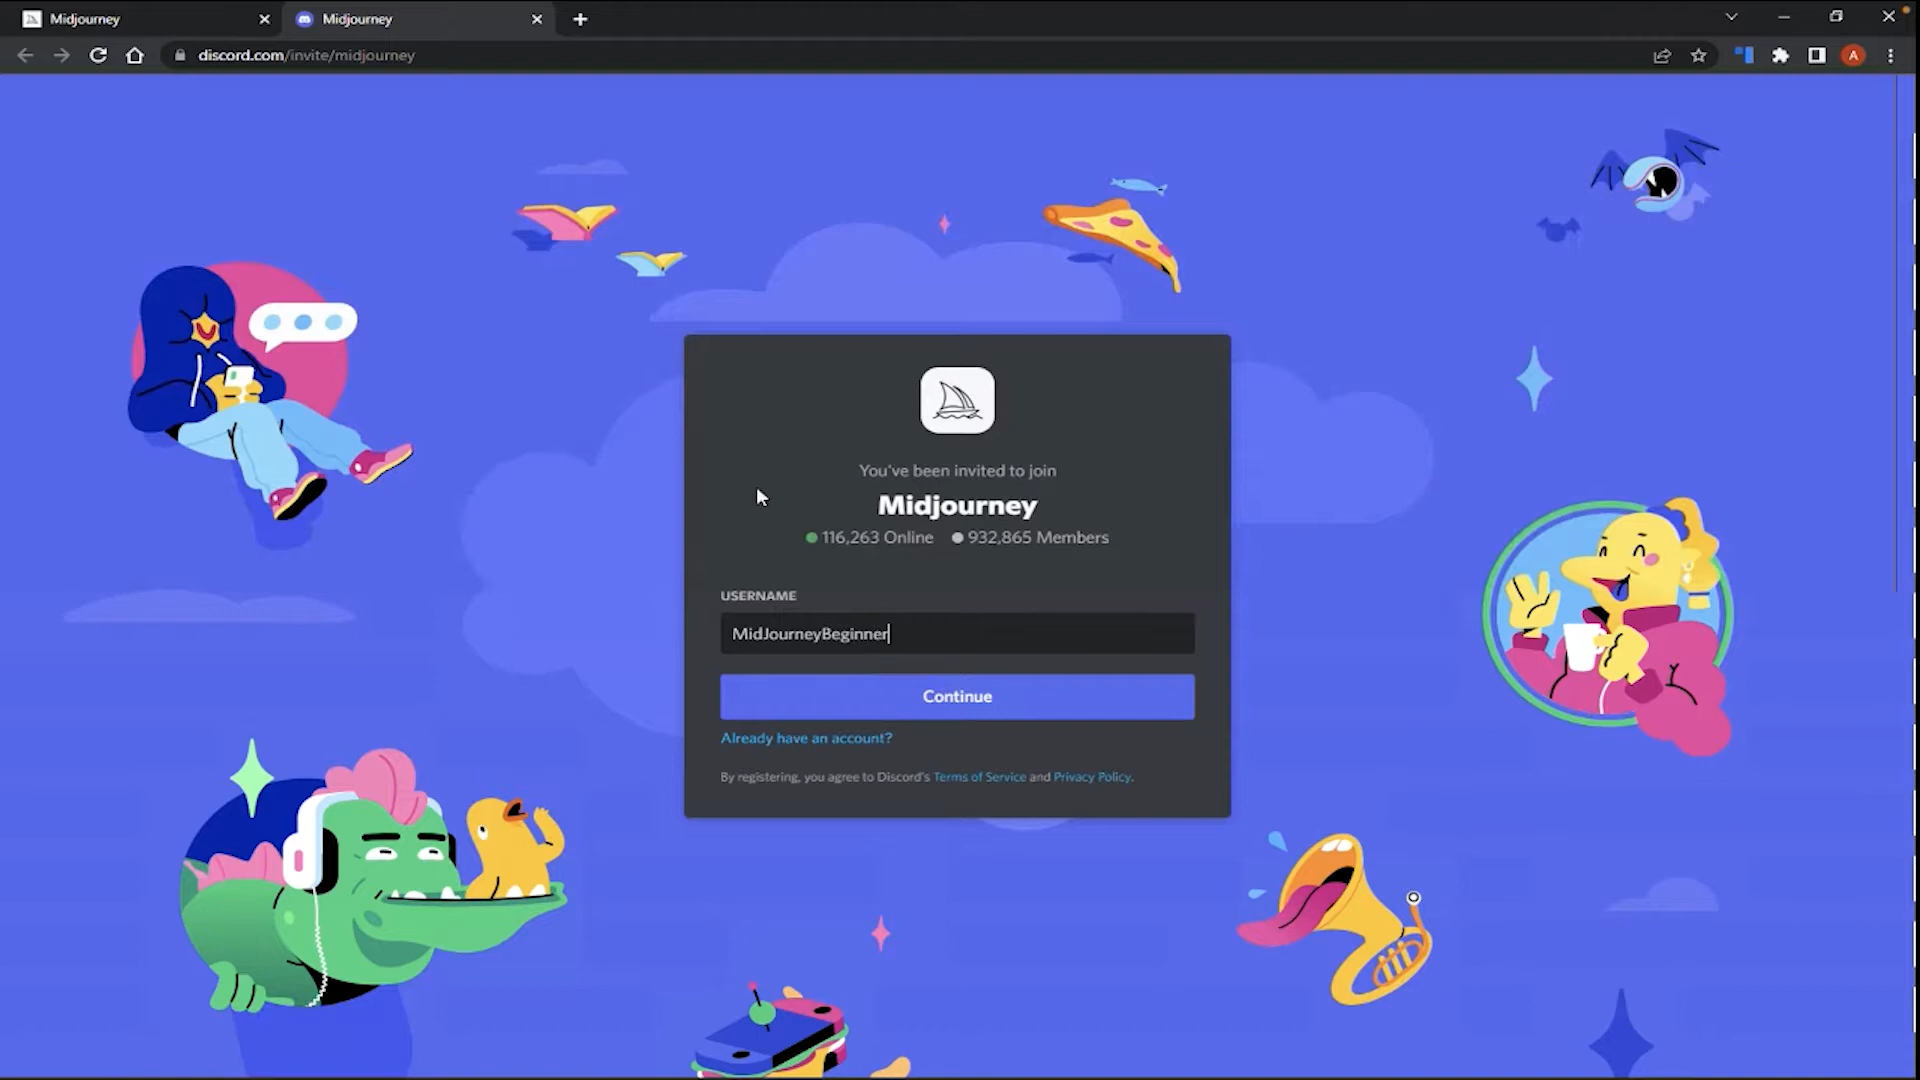 Midjourney
Midjourney
discord.com/invite/midjourney
A
You've been invited to join
Midjourney
116,263 Online 932,865 Members
USERNAME
MidJourneyBeginner
Continue
Already have an account?
By registering, you agree to Discord's Terms of Service and Privacy Policy.